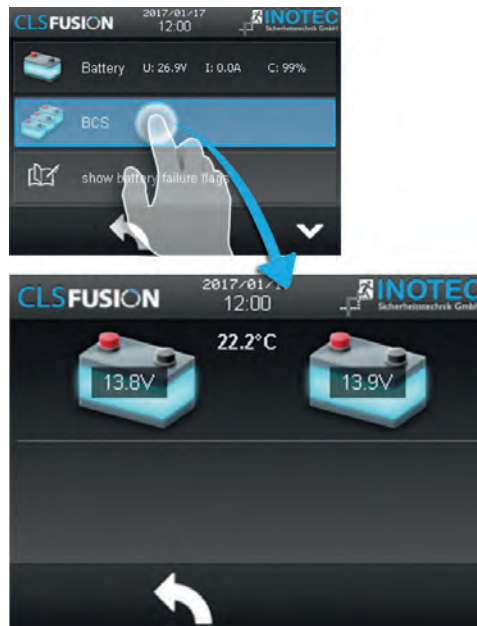 CLSFUSION
2017/01/17
12:00
INOTEC
Sicherheitstechnik GmbH
Battery U: 26.9V I: 0.0A C: 99%
BCS
show battery failure flags
CLSFUSION
2017/01/1
12:00
INOTEC
Sicherheitstechnik GmbH
22.2°C
13.8V
13.9V